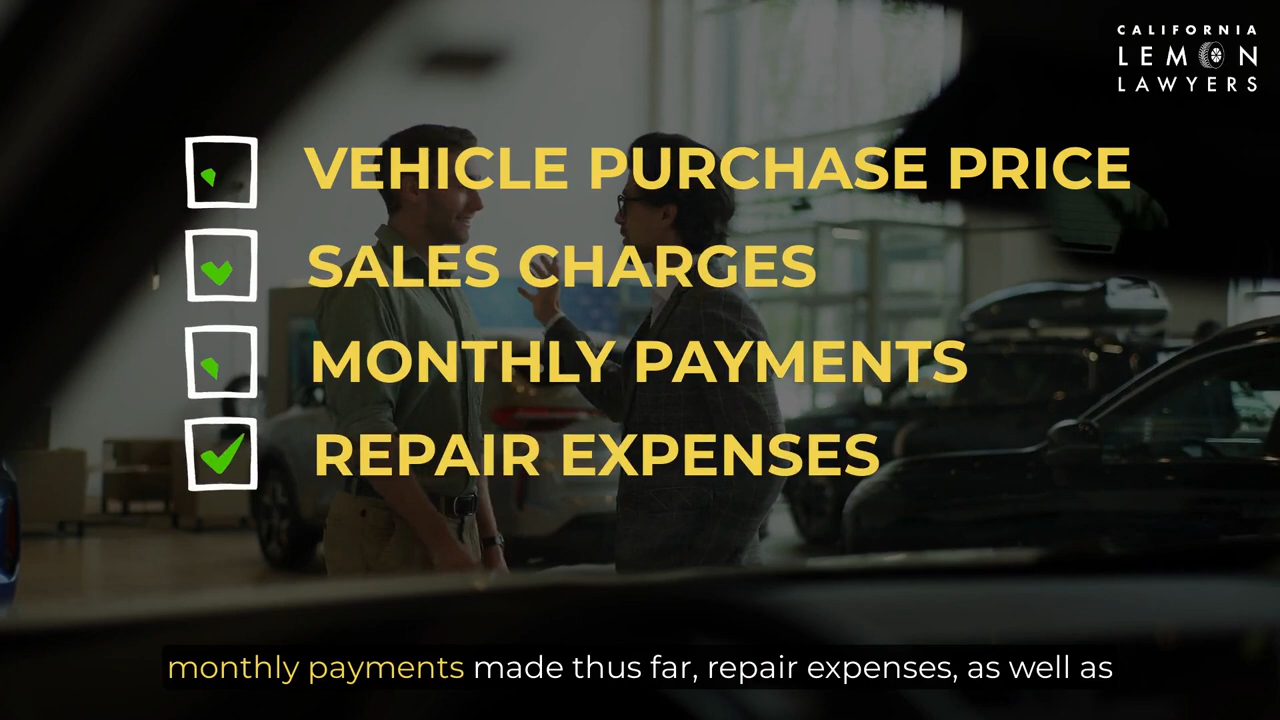 CALIFORNIA
LEMON
LAWYERS
VEHICLE PURCHASE PRICE
SALES CHARGES
MONTHLY PAYMENTS
REPAIR EXPENSES
monthly payments made thus far, repair expenses, as well as